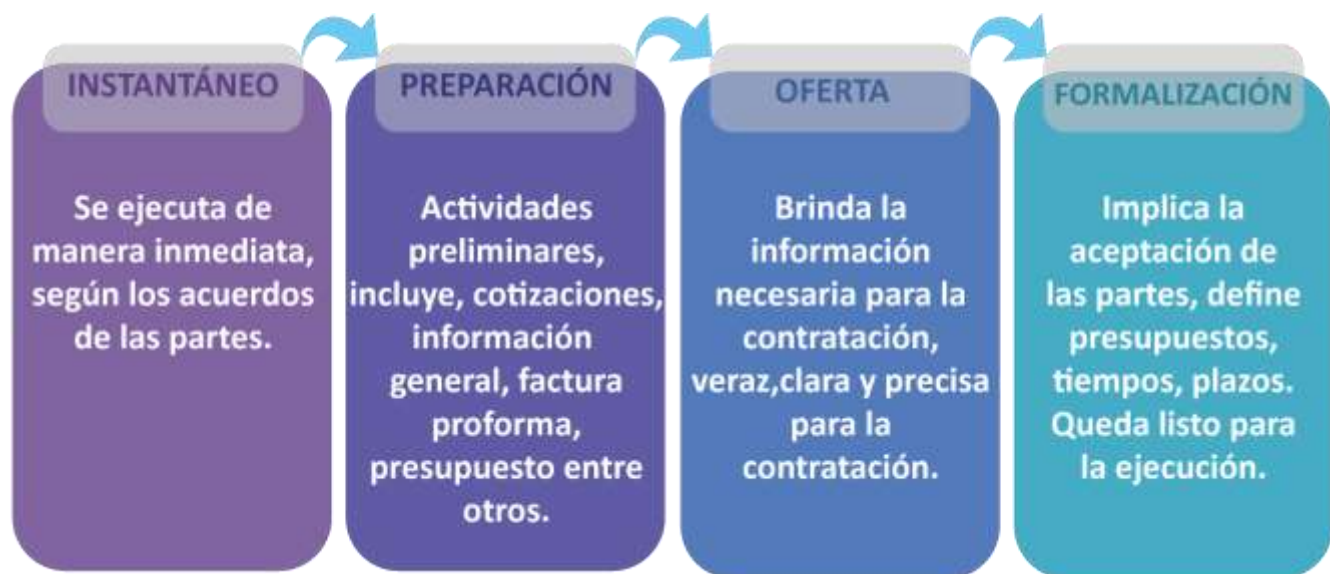 INSTANTÁNEO
Se ejecuta de
manera inmediata,
según los acuerdos
de las partes.
PREPARACIÓN
Actividades
preliminares,
incluye, cotizaciones,
información
general, factura
proforma,
presupuesto entre
otros.
OFERTA
Brinda la
información
necesaria para la
contratación,
veraz,clara y precisa
para la
contratación.
FORMALIZACIÓN
Implica la
aceptación de
las partes, define
presupuestos,
tiempos, plazos.
Queda listo para
la ejecución.